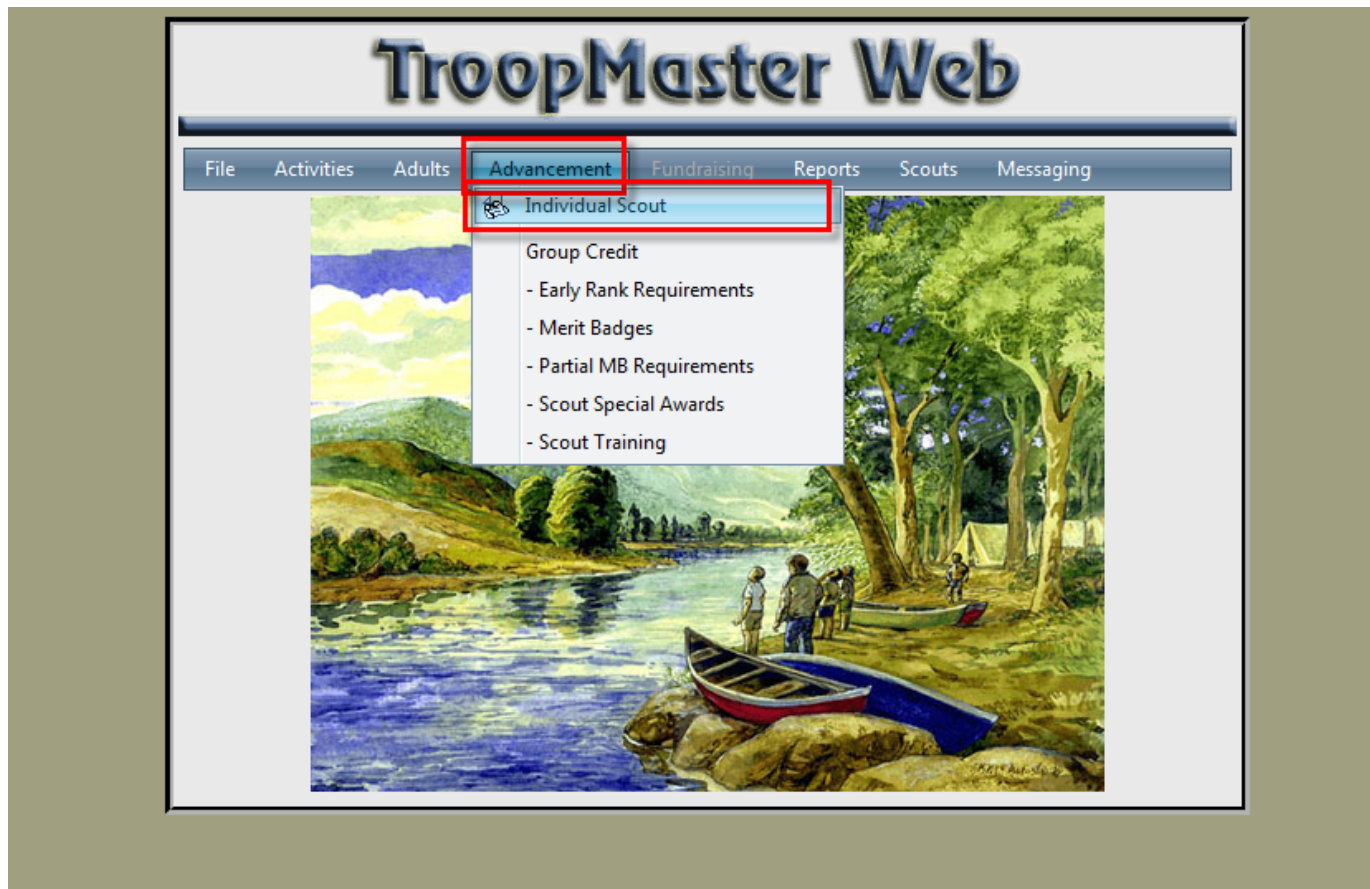 TroopMaster Web
File Activities Adults Advancement Fundraising Reports Scouts Messaging
Individual Scout
Group Credit
- Early Rank Requirements
- Merit Badges
- Partial MB Requirements
- Scout Special Awards
- Scout Training